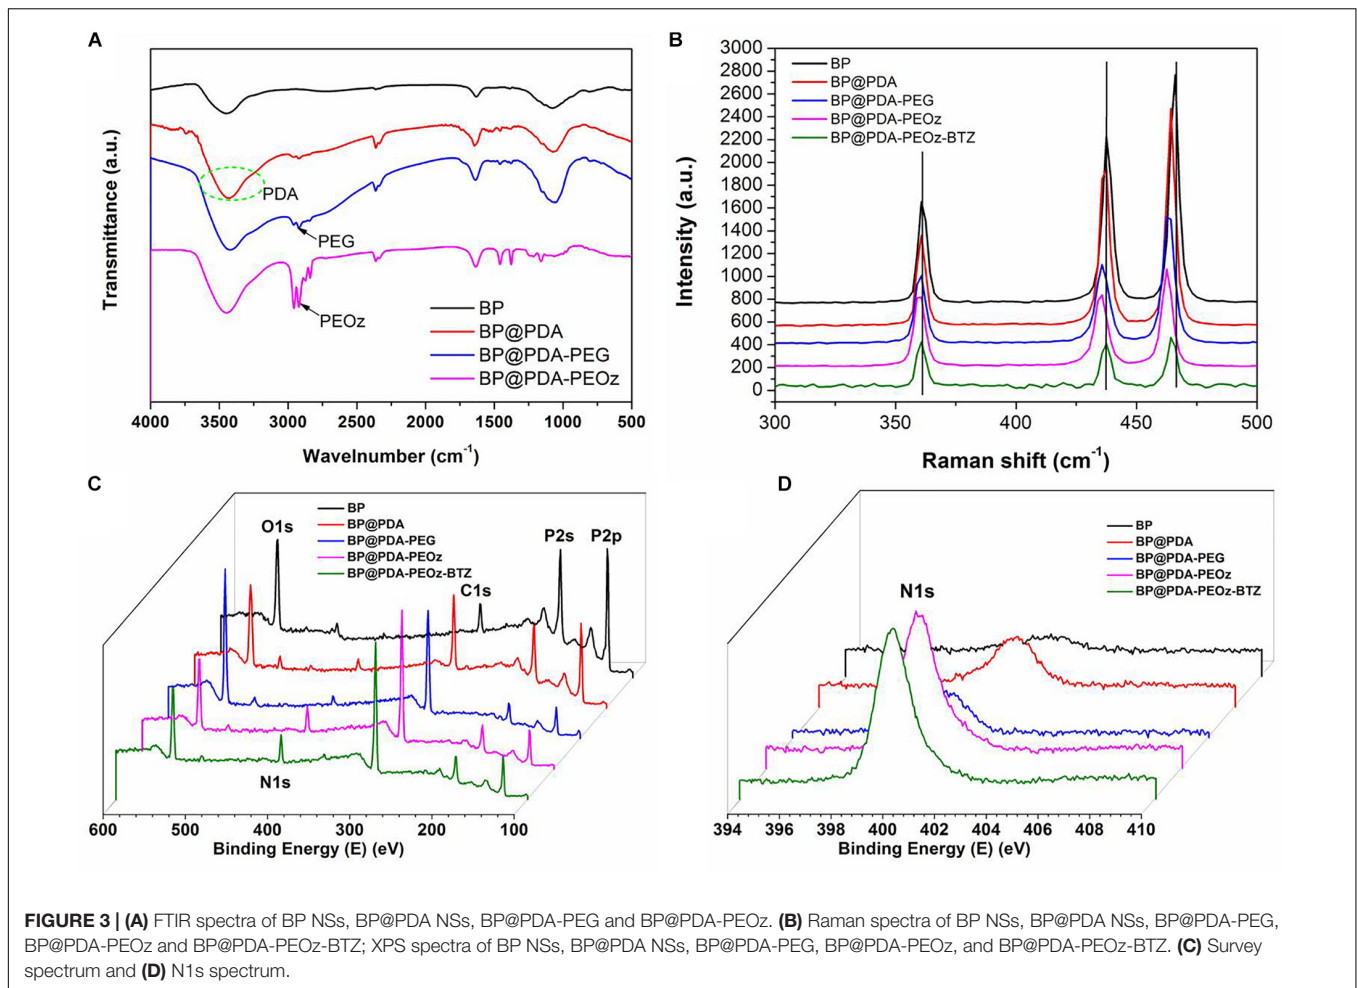 A
Transmittance (a.u.)
PDA
PEG
PEOz
BP
BP@PDA
BP@PDA-PEG
BP@PDA-PEOz
4000 3500 3000 2500 2000 1500 1000 500
Wavelnumber (cm-1)
B
Intensity (a.u.)
3000
2800
2600
2400
2200
2000
1800
1600
1400
1200
1000
800
600
400
200
0
BP
BP@PDA
BP@PDA-PEG
BP@PDA-PEOz
BP@PDA-PEOz-BTZ
300 350 400 450 500
Raman shift (cm-1)
C
BP
BP@PDA
BP@PDA-PEG
BP@PDA-PEOz
BP@PDA-PEOz-BTZ
O1s
C1s
P2s
P2p
N1s
600 500 400 300 200 100
Binding Energy (E) (eV)
D
BP
BP@PDA
BP@PDA-PEG
BP@PDA-PEOz
BP@PDA-PEOz-BTZ
N1s
394 396 398 400 402 404 406 408 410
Binding Energy (E) (eV)
FIGURE 3 | (A) FTIR spectra of BP NSs, BP@PDA NSs, BP@PDA-PEG and BP@PDA-PEOz. (B) Raman spectra of BP NSs, BP@PDA NSs, BP@PDA-PEG,
BP@PDA-PEOz and BP@PDA-PEOz-BTZ; XPS spectra of BP NSs, BP@PDA NSs, BP@PDA-PEG, BP@PDA-PEOz, and BP@PDA-PEOz-BTZ. (C) Survey
spectrum and (D) N1s spectrum.